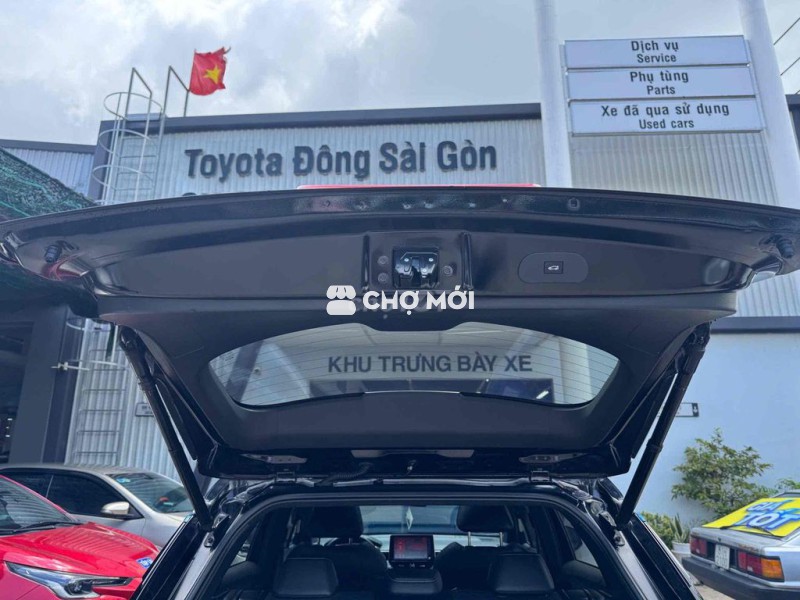 Dịch vụ
Service
Phụ tùng
Parts
Xe đã qua sử dụng
Used cars
Toyota Đông Sài Gòn
CHỢ MỚI
KHU TRƯNG BÀY XE